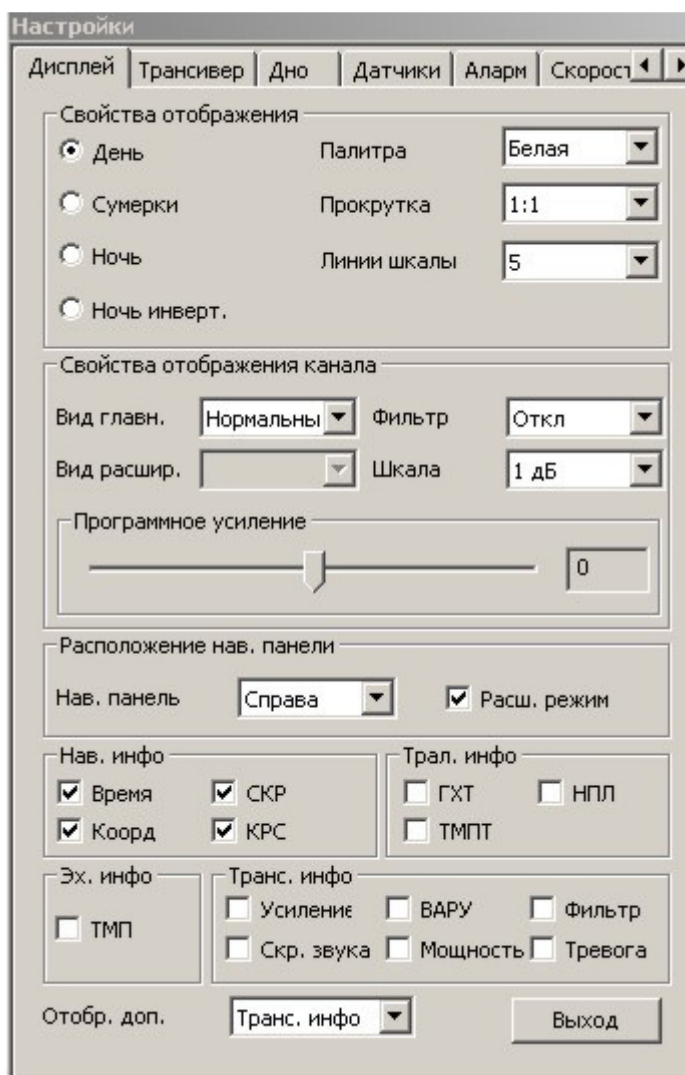 Настройки
Дисплей Трансивер Дно Датчики Аларм Скорост
Свойства отображения
День Палитра Белая
Сумерки Прокрутка 1:1
Ночь Линии шкалы 5
Ночь инверт.
Свойства отображения канала
Вид главн. Нормальны Фильтр Откл
Вид расшир. Шкала 1 дБ
Программное усиление
0
Расположение нав. панели
Нав. панель Справа Расш. режим
Нав. инфо Трал. инфо
Время СКР ГХТ НПЛ
Коорд КРС ТМПТ
Эх. инфо Транс. инфо
ТМП Усиление ВАРУ Фильтр
Скр. звука Мощность Тревога
Отобр. доп. Транс. инфо Выход